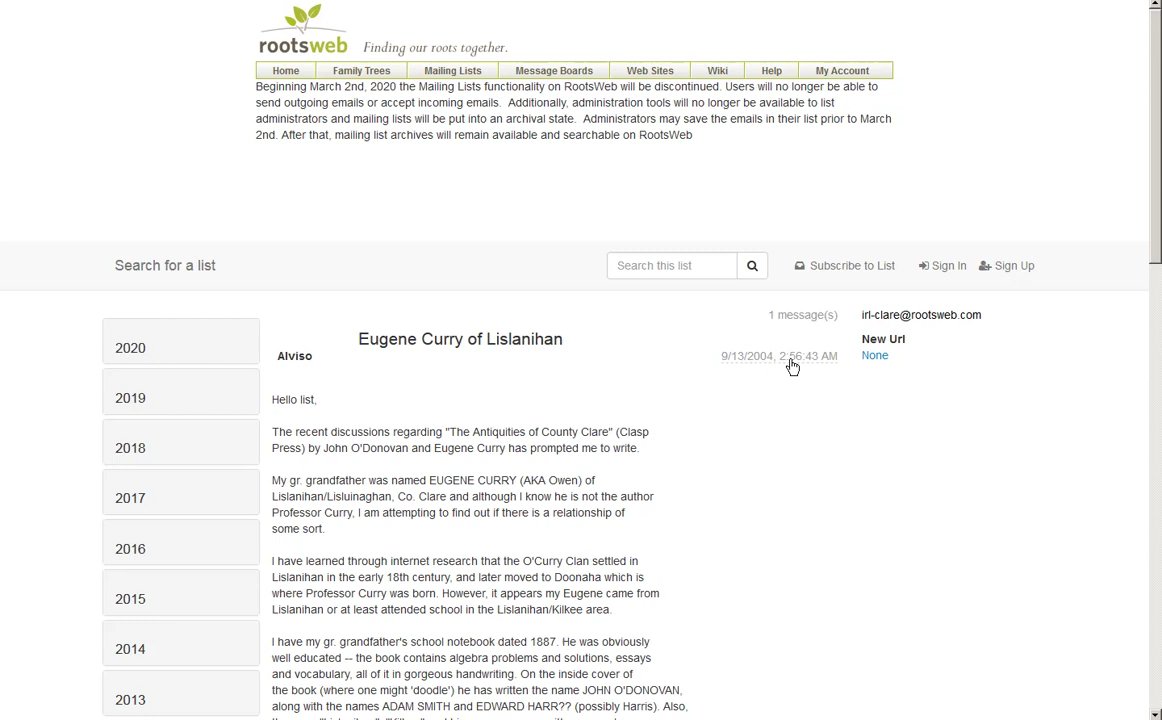 rootsweb Finding our roots together.
Home Family Trees Mailing Lists Message Boards Web Sites Wiki Help My Account
Beginning March 2nd, 2020 the Mailing Lists functionality on RootsWeb will be discontinued. Users will no longer be able to
send outgoing emails or accept incoming emails.  Additionally, administration tools will no longer be available to list
administrators and mailing lists will be put into an archival state.  Administrators may save the emails in their list prior to March
2nd. After that, mailing list archives will remain available and searchable on RootsWeb
Search for a list Search this list Subscribe to List Sign In Sign Up
1 message(s) irl-clare@rootsweb.com
Eugene Curry of Lislanihan New Url
Alviso 9/13/2004, 2:56:43 AM None
2020
2019
2018
2017
2016
2015
2014
2013
Hello list,
The recent discussions regarding "The Antiquities of County Clare" (Clasp
Press) by John O'Donovan and Eugene Curry has prompted me to write.
My gr. grandfather was named EUGENE CURRY (AKA Owen) of
Lislanihan/Lisluinaghan, Co. Clare and although I know he is not the author
Professor Curry, I am attempting to find out if there is a relationship of
some sort.
I have learned through internet research that the O'Curry Clan settled in
Lislanihan in the early 18th century, and later moved to Doonaha which is
where Professor Curry was born. However, it appears my Eugene came from
Lislanihan or at least attended school in the Lislanihan/Kilkee area.
I have my gr. grandfather's school notebook dated 1887. He was obviously
well educated -- the book contains algebra problems and solutions, essays
and vocabulary, all of it in gorgeous handwriting. On the inside cover of
the book (where one might 'doodle') he has written the name JOHN O'DONOVAN,
along with the names ADAM SMITH and EDWARD HARR?? (possibly Harris). Also,